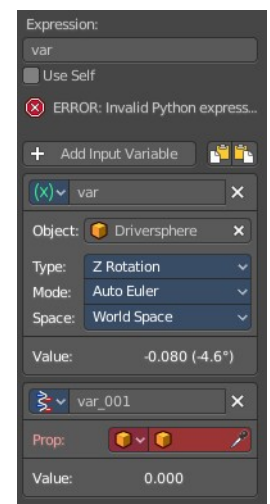 Expression:
var
Use Self
ERROR: Invalid Python express...
+ Add Input Variable
(x) var
Object: Driversphere
Type: Z Rotation
Mode: Auto Euler
Space: World Space
Value: -0.080 (-4.6°)
var_001
Prop:
Value: 0.000